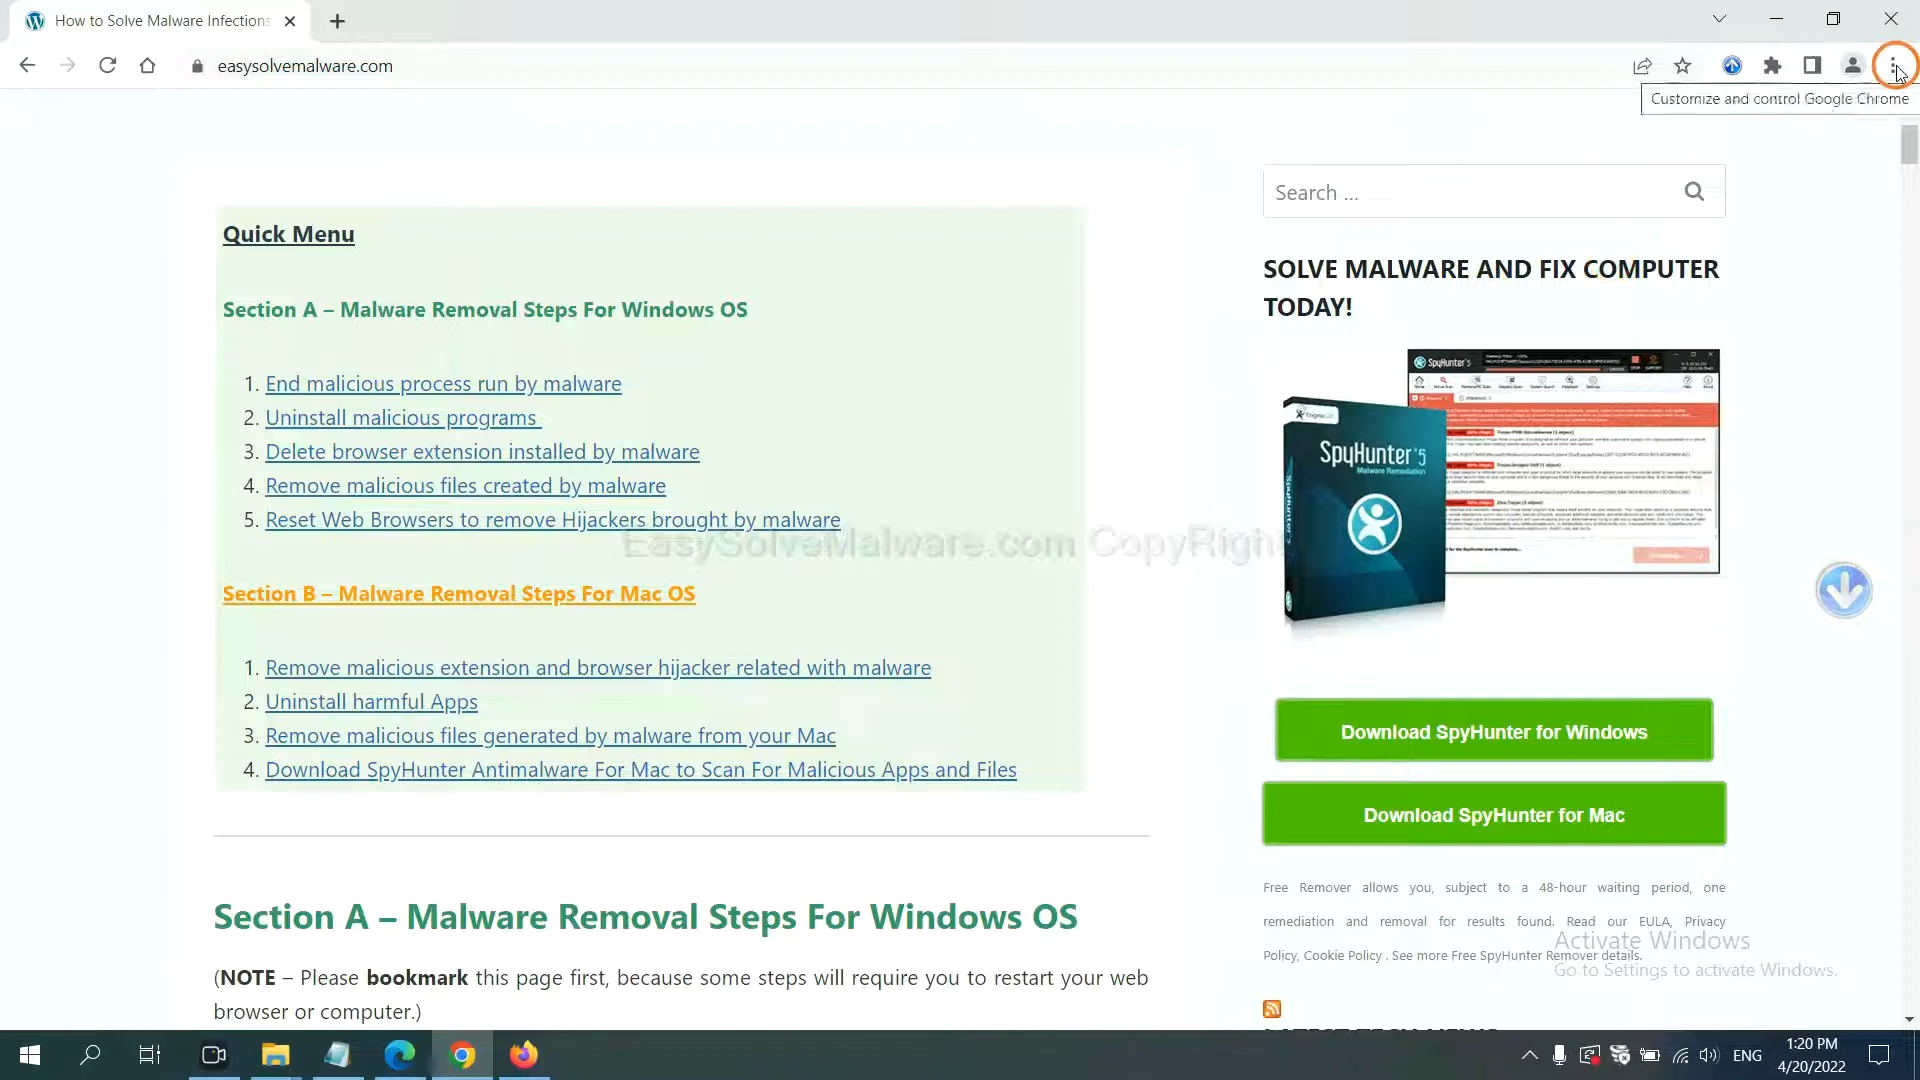 How to Solve Malware Infections
easysolvemalware.com
Customize and control Google Chrome
Search ...
Quick Menu
Section A – Malware Removal Steps For Windows OS
1. End malicious process run by malware
2. Uninstall malicious programs
3. Delete browser extension installed by malware
4. Remove malicious files created by malware
5. Reset Web Browsers to remove Hijackers brought by malware
EasySolveMalware.com CopyRigh
Section B – Malware Removal Steps For Mac OS
1. Remove malicious extension and browser hijacker related with malware
2. Uninstall harmful Apps
3. Remove malicious files generated by malware from your Mac
4. Download SpyHunter Antimalware For Mac to Scan For Malicious Apps and Files
Section A – Malware Removal Steps For Windows OS
(NOTE – Please bookmark this page first, because some steps will require you to restart your web
browser or computer.)
SOLVE MALWARE AND FIX COMPUTER
TODAY!
SpyHunter 5
SpyHunter 5
Malware Remediation
Download SpyHunter for Windows
Download SpyHunter for Mac
Free Remover allows you, subject to a 48-hour waiting period, one
remediation and removal for results found. Read our EULA, Privacy
Policy, Cookie Policy . See more Free SpyHunter Remover details.
Activate Windows
Go to Settings to activate Windows.
LATEST TECH NEWS
ENG
1:20 PM
4/20/2022